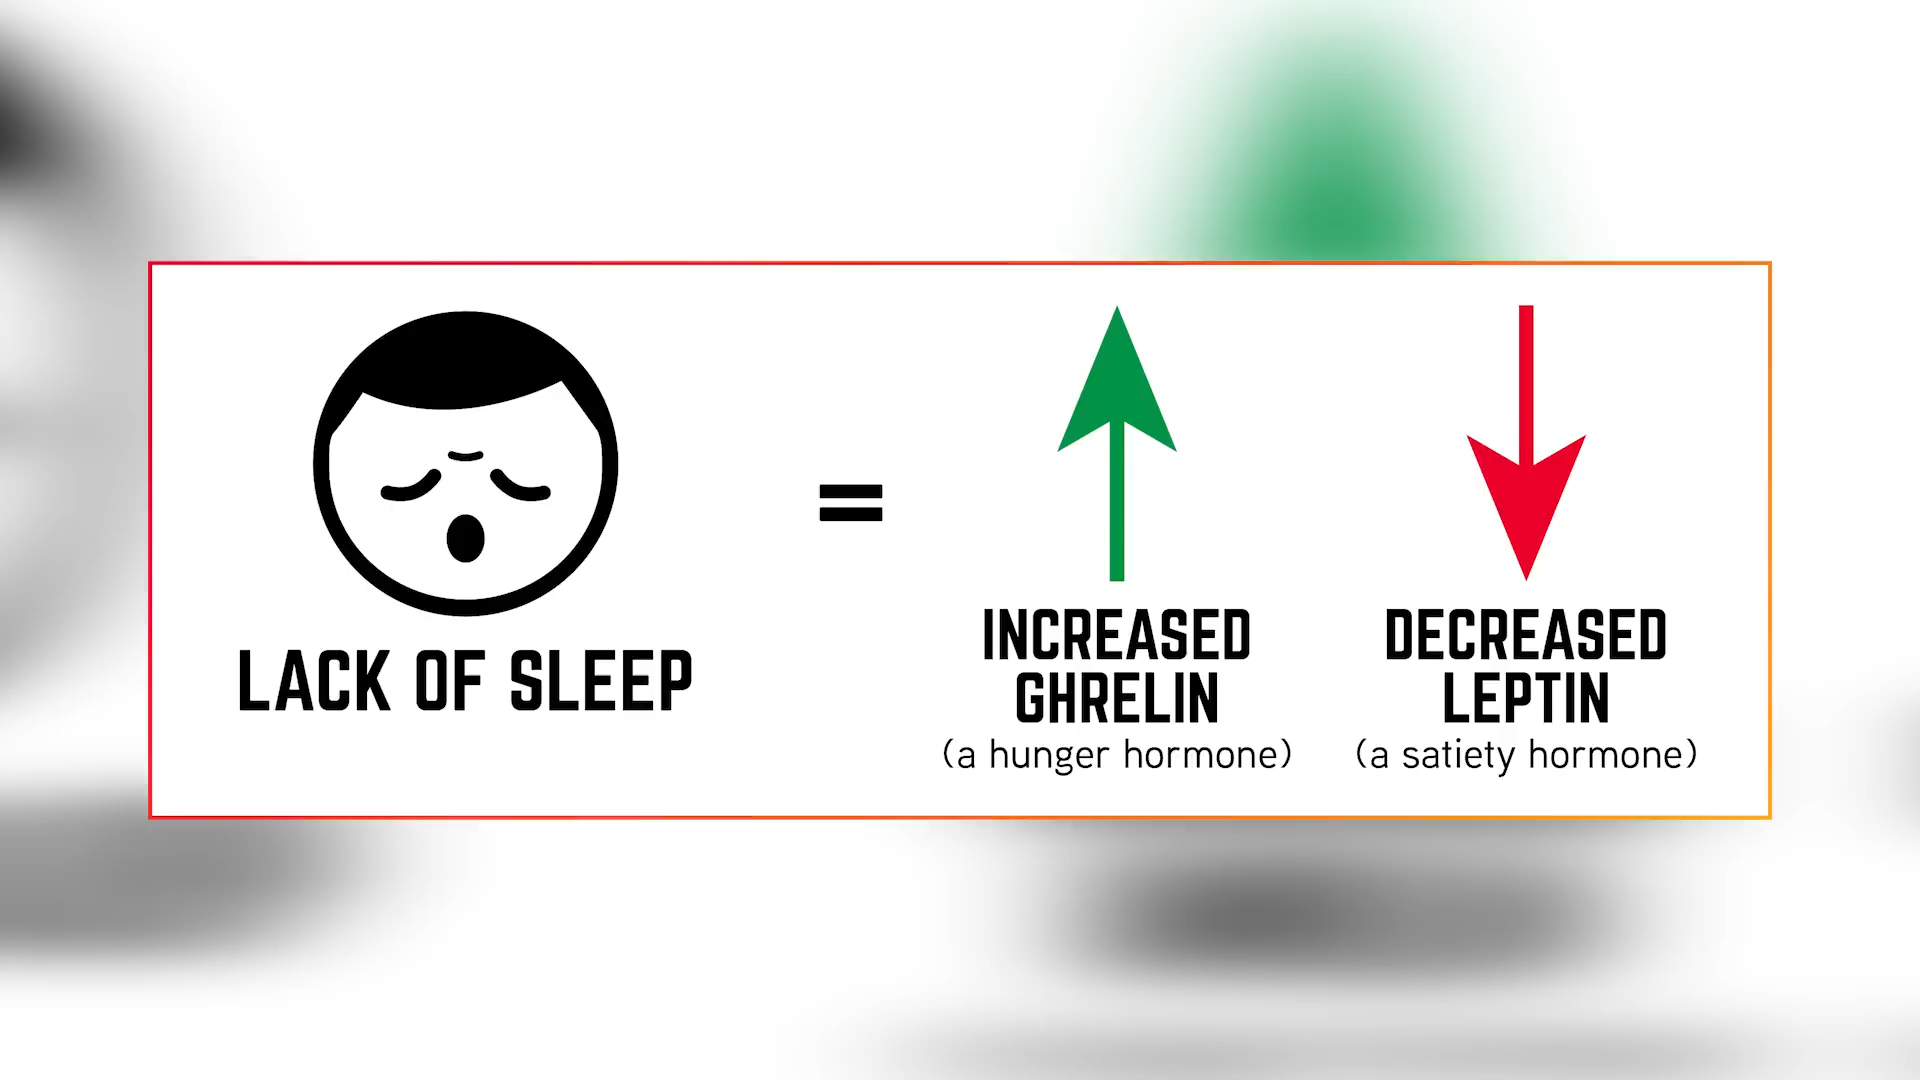 LACK OF SLEEP
=
INCREASED
GHRELIN
(a hunger hormone)
DECREASED
LEPTIN
(a satiety hormone)